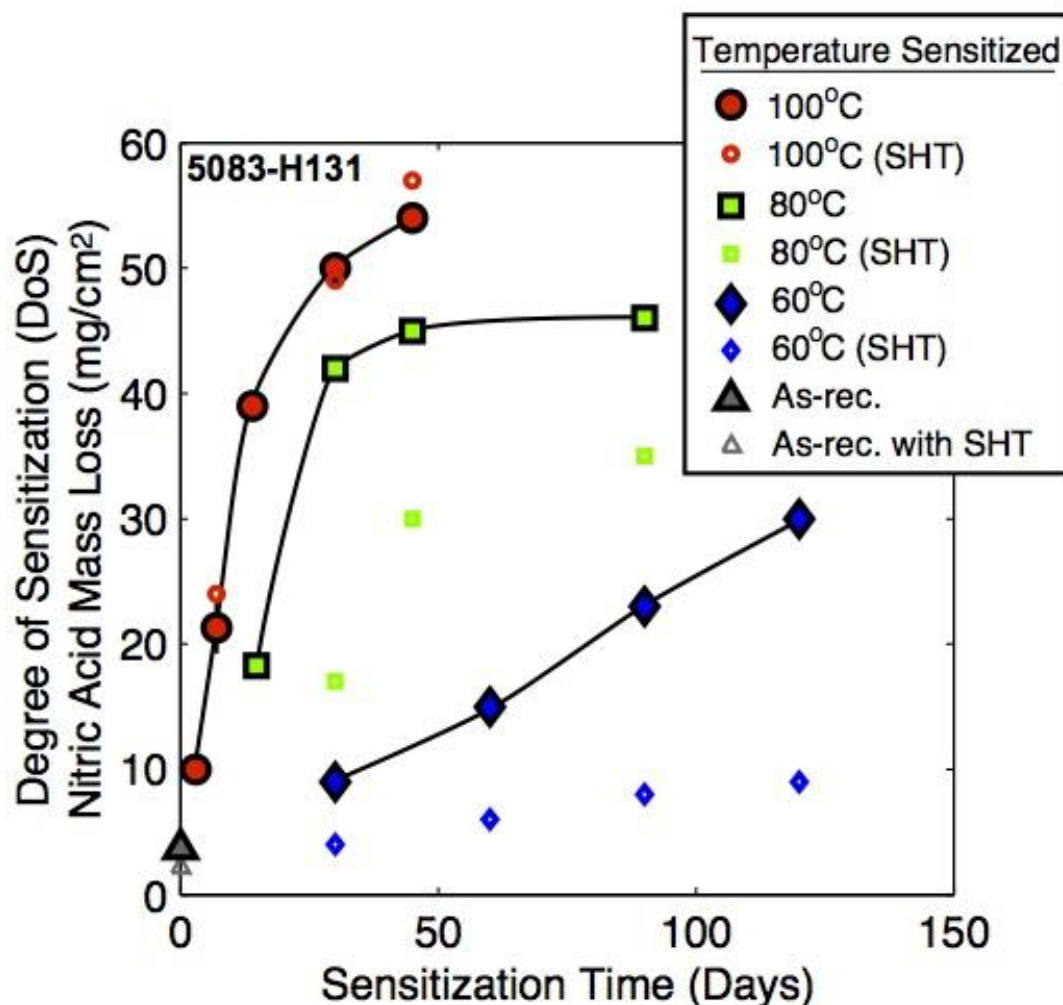 Temperature Sensitized
100°C
100°C (SHT)
80°C
80°C (SHT)
60°C
60°C (SHT)
As-rec.
As-rec. with SHT
5083-H131
60
50
40
30
20
10
0
0 50 100 150
Sensitization Time (Days)
Degree of Sensitization (DoS)
Nitric Acid Mass Loss (mg/cm²)